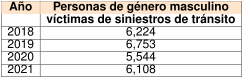 Año Personas de género masculino
víctimas de siniestros de tránsito
2018 6,224
2019 6,753
2020 5,544
2021 6,108